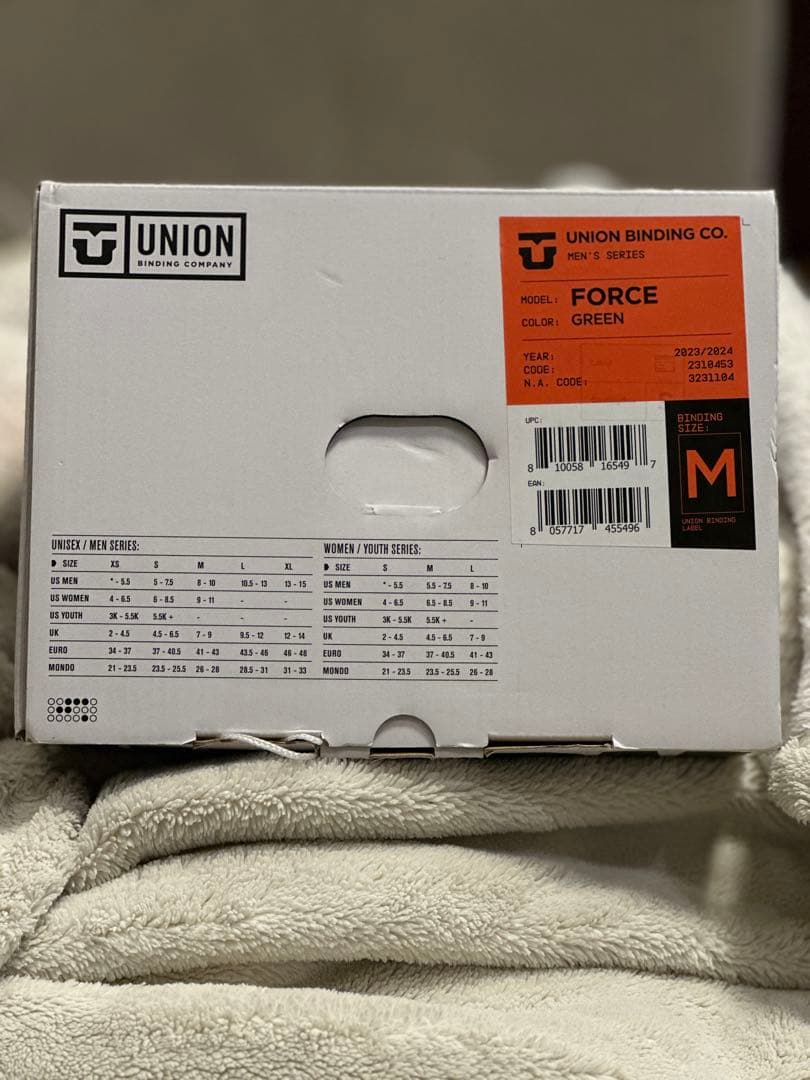 UNION
BINDING COMPANY
UNION BINDING CO.
MEN'S SERIES
MODEL: FORCE
COLOR: GREEN
YEAR: 2023/2024
CODE: 2310453
N.A. CODE: 3231104
UPC:
8 10058 16549 7
EAN:
8 057717 455496
BINDING
SIZE:
M
UNION BINDING
LABEL
UNISEX / MEN SERIES:
SIZE XS S M L XL
US MEN * - 5.5 5 - 7.5 8 - 10 10.5 - 13 13 - 15
US WOMEN 4 - 6.5 6 - 8.5 9 - 11 - -
US YOUTH 3K - 5.5K 5.5K + - - -
UK 2 - 4.5 4.5 - 6.5 7 - 9 9.5 - 12 12 - 14
EURO 34 - 37 37 - 40.5 41 - 43 43.5 - 46 46 - 48
MONDO 21 - 23.5 23.5 - 25.5 26 - 28 28.5 - 31 31 - 33
WOMEN / YOUTH SERIES:
SIZE S M L
US MEN * - 5.5 5.5 - 7.5 8 - 10
US WOMEN 4 - 6.5 6.5 - 8.5 9 - 11
US YOUTH 3K - 5.5K 5.5K + -
UK 2 - 4.5 4.5 - 6.5 7 - 9
EURO 34 - 37 37 - 40.5 41 - 43
MONDO 21 - 23.5 23.5 - 25.5 26 - 28